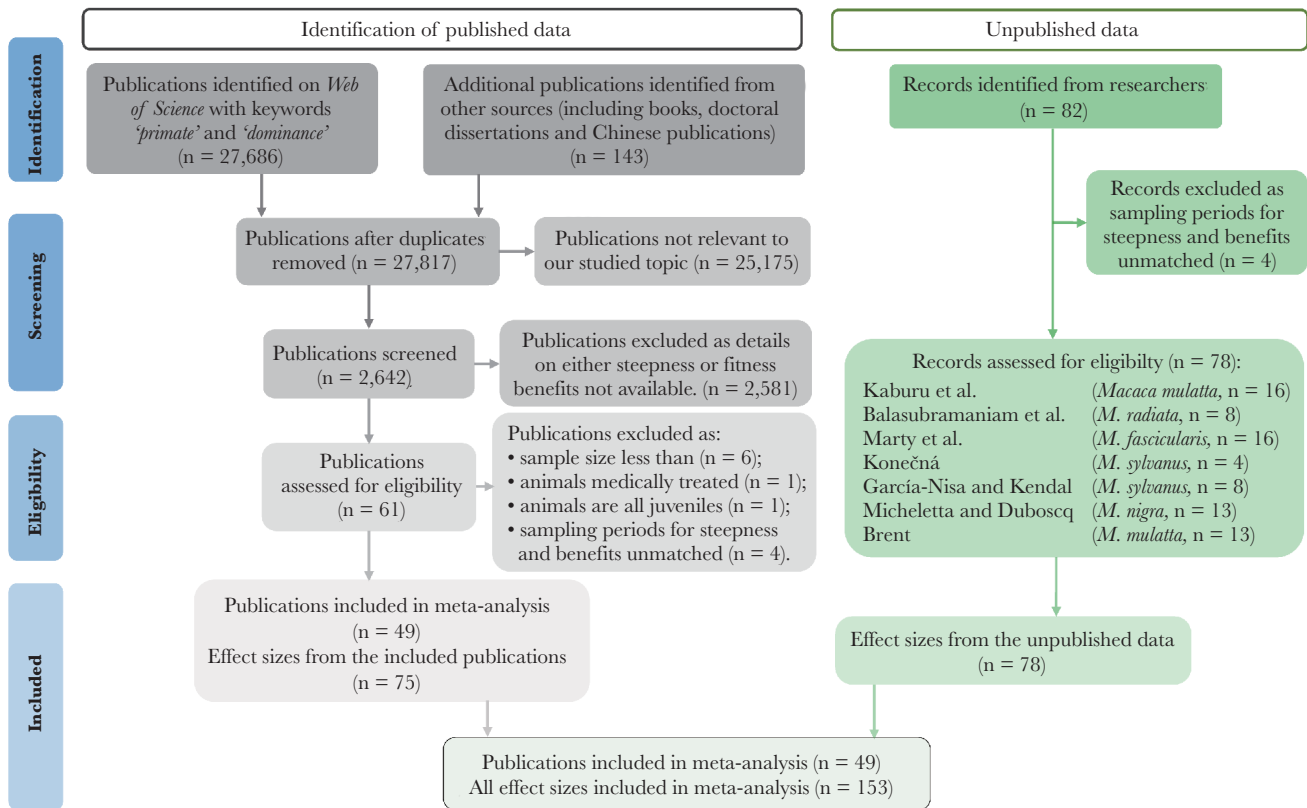 Identification of published data
Unpublished data
Identification
Publications identified on Web
of Science with keywords
‘primate’ and ‘dominance’
(n = 27,686)
Additional publications identified from
other sources (including books, doctoral
dissertations and Chinese publications)
(n = 143)
Records identified from researchers:
(n = 82)
Records excluded as
sampling periods for
steepness and benefits
unmatched (n = 4)
Screening
Publications after duplicates
removed (n = 27,817)
Publications not relevant to
our studied topic (n = 25,175)
Publications screened
(n = 2,642)
Publications excluded as details
on either steepness or fitness
benefits not available. (n = 2,581)
Records assessed for eligibilty (n = 78):
Kaburu et al. (Macaca mulatta, n = 16)
Balasubramaniam et al. (M. radiata, n = 8)
Marty et al. (M. fascicularis, n = 16)
Konečná (M. sylvanus, n = 4)
García-Nisa and Kendal (M. sylvanus, n = 8)
Micheletta and Duboscq (M. nigra, n = 13)
Brent (M. mulatta, n = 13)
Eligibility
Publications
assessed for eligibility
(n = 61)
Publications excluded as:
• sample size less than (n = 6);
• animals medically treated (n = 1);
• animals are all juveniles (n = 1);
• sampling periods for steepness
and benefits unmatched (n = 4).
Included
Publications included in meta-analysis
(n = 49)
Effect sizes from the included publications
(n = 75)
Effect sizes from the unpublished data
(n = 78)
Publications included in meta-analysis (n = 49)
All effect sizes included in meta-analysis (n = 153)